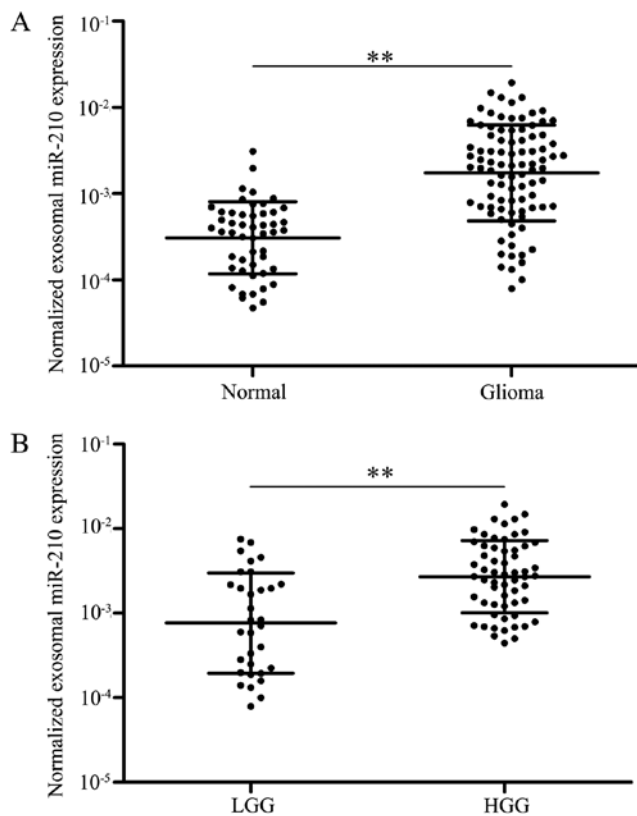 A
Nornalized exosomal miR-210 expression
10-1
10-2
10-3
10-4
10-5
**
Normal
Glioma
B
Normalized exosomal miR-210 expression
10-1
10-2
10-3
10-4
10-5
**
LGG
HGG